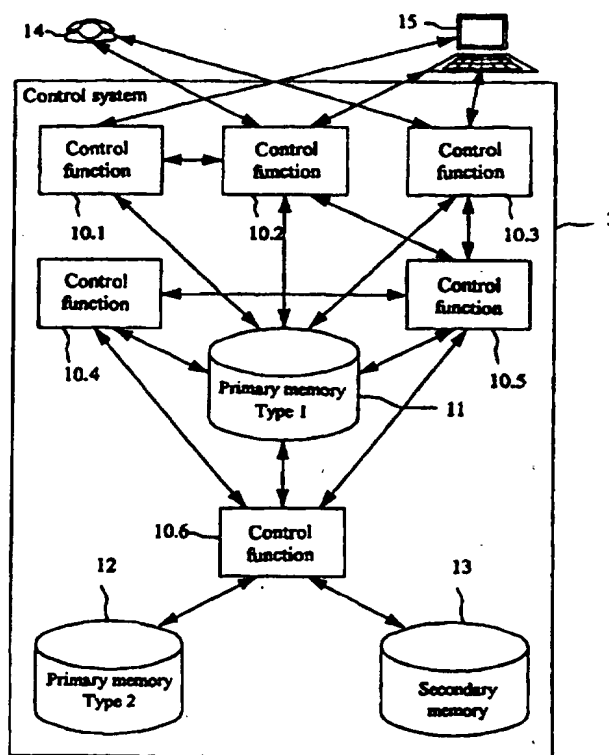 14
15
Control system
Control
function
Control
function
Control
function
10.1
10.2
10.3
3
Control
function
Control
function
10.4
10.5
Primary memory
Type 1
11
10.6
Control
function
12
13
Primary memory
Type 2
Secondary
memory